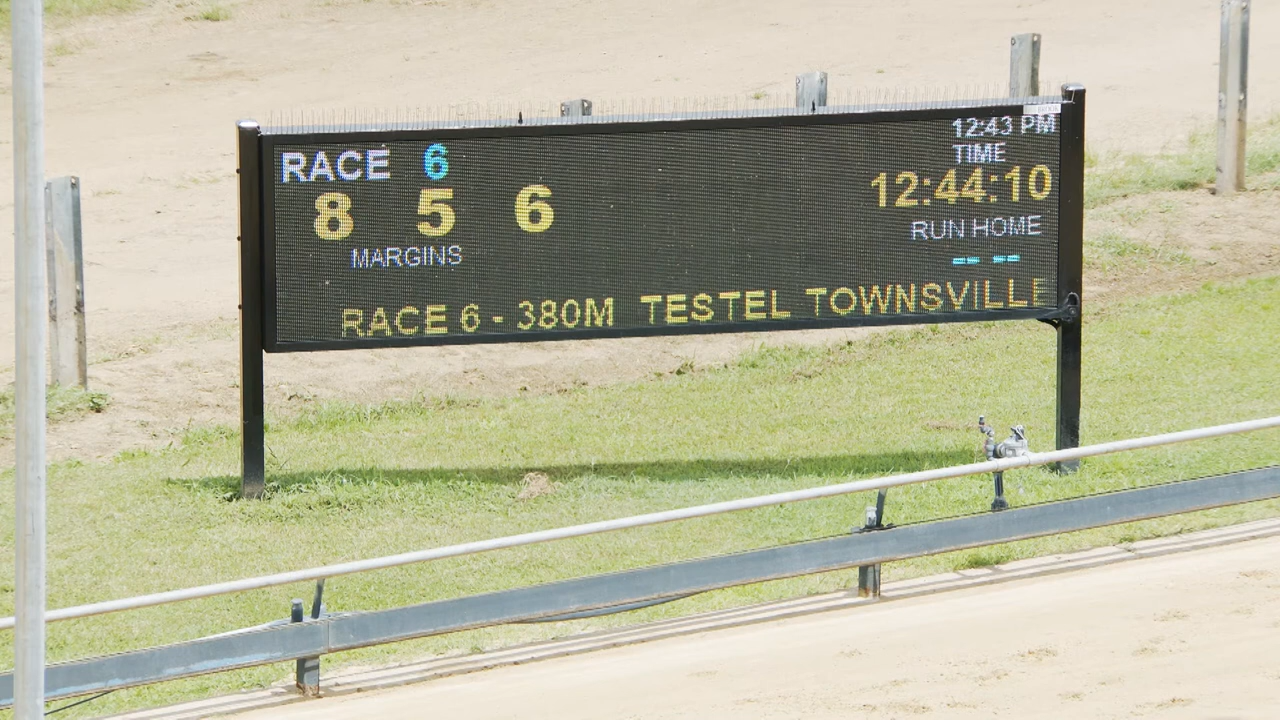 12:43 PM
RACE 6
TIME
8 5 6
12:44:10
MARGINS
RUN HOME
-- --
RACE 6 - 380M TESTEL TOWNSVILLE